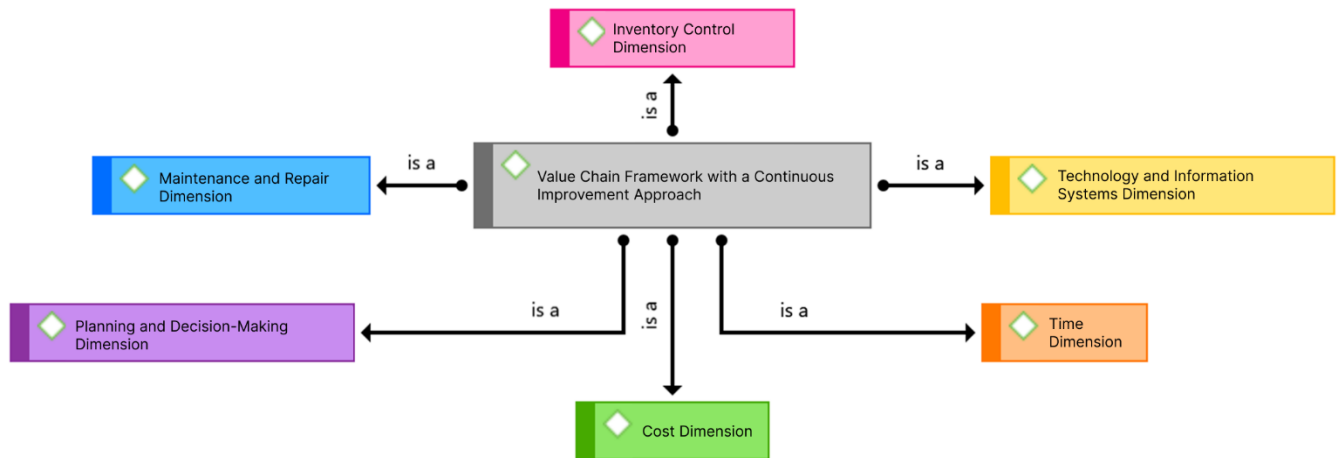 Inventory Control
Dimension
is a
Maintenance and Repair
Dimension
is a
Value Chain Framework with a Continuous
Improvement Approach
is a
Technology and Information
Systems Dimension
Planning and Decision-Making
Dimension
is a
is a
is a
Time
Dimension
Cost Dimension